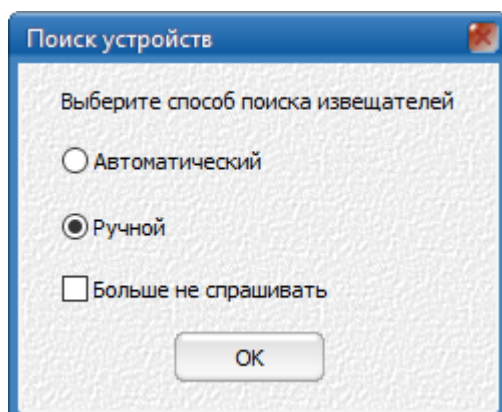 Поиск устройств
Выберите способ поиска извещателей
Автоматический
Ручной
Больше не спрашивать
OK